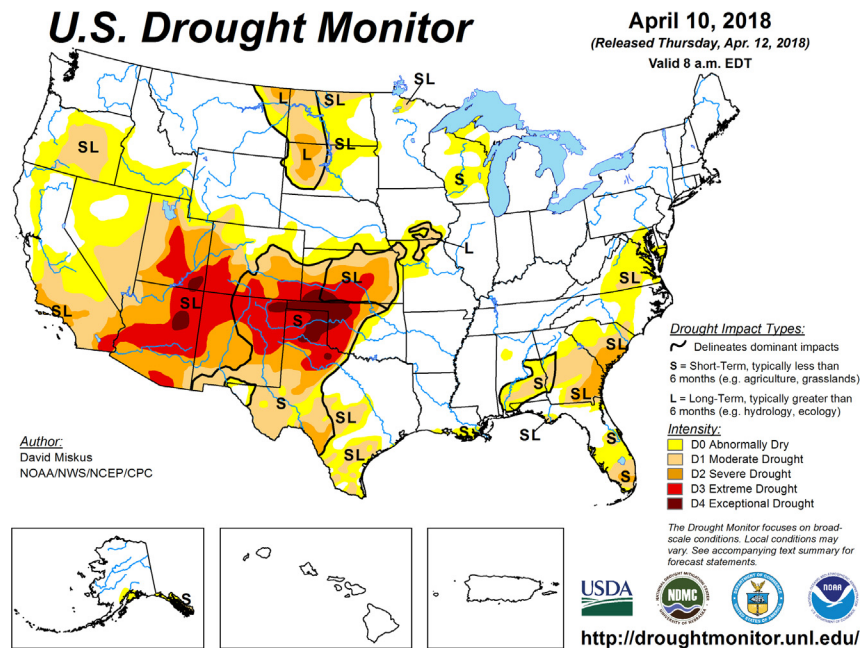 U.S. Drought Monitor
April 10, 2018
(Released Thursday, Apr. 12, 2018)
Valid 8 a.m. EDT
SL
L
SL
SL
SL
L
S
L
SL
SL
SL
SL
S
SL
S
SL
S
SL
SL
S
SL
S
SL
S
Drought Impact Types:
Delineates dominant impacts
S = Short-Term, typically less than
6 months (e.g. agriculture, grasslands)
L = Long-Term, typically greater than
6 months (e.g. hydrology, ecology)
Intensity:
D0 Abnormally Dry
D1 Moderate Drought
D2 Severe Drought
D3 Extreme Drought
D4 Exceptional Drought
Author:
David Miskus
NOAA/NWS/NCEP/CPC
The Drought Monitor focuses on broad-
scale conditions. Local conditions may
vary. See accompanying text summary for
forecast statements.
S
USDA
NDMC
NOAA
http://droughtmonitor.unl.edu/